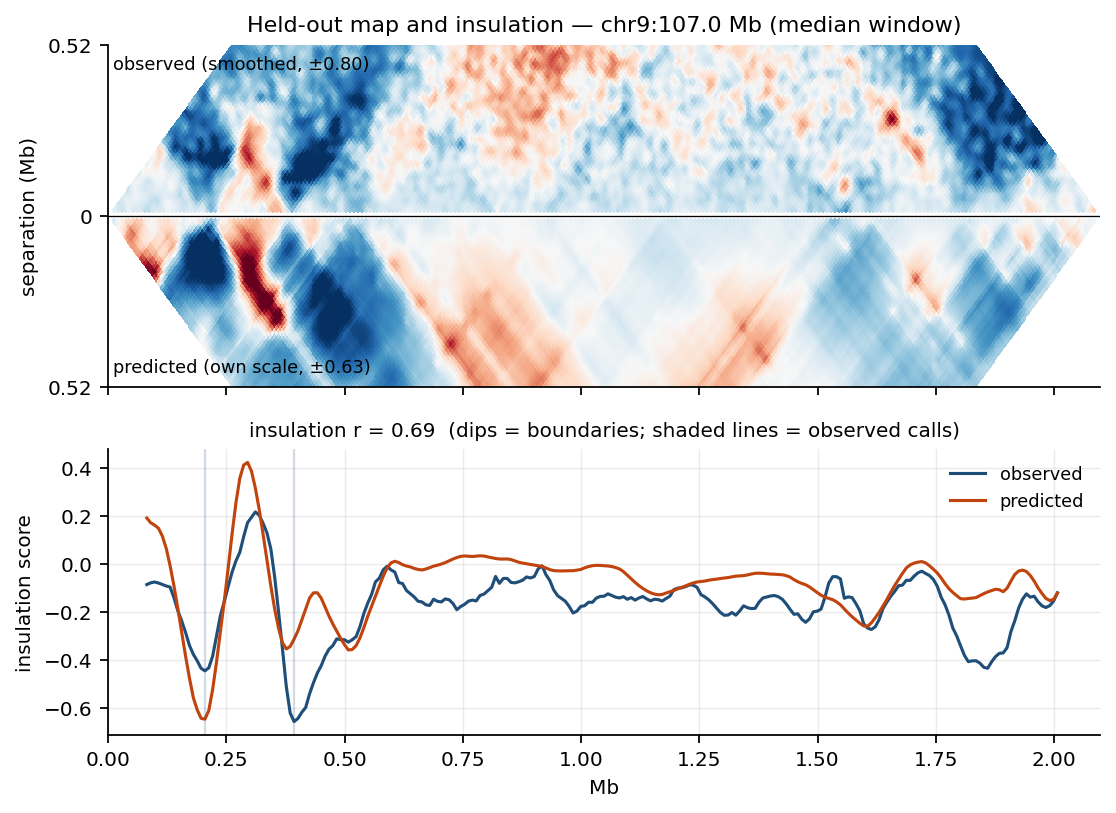 Held-out map and insulation — chr9:107.0 Mb (median window)
0.52
observed (smoothed, ±0.80)
separation (Mb)
0
predicted (own scale, ±0.63)
0.52
insulation r = 0.69  (dips = boundaries; shaded lines = observed calls)
insulation score
0.4
0.2
0.0
−0.2
−0.4
−0.6
observed
predicted
0.00 0.25 0.50 0.75 1.00 1.25 1.50 1.75 2.00
Mb